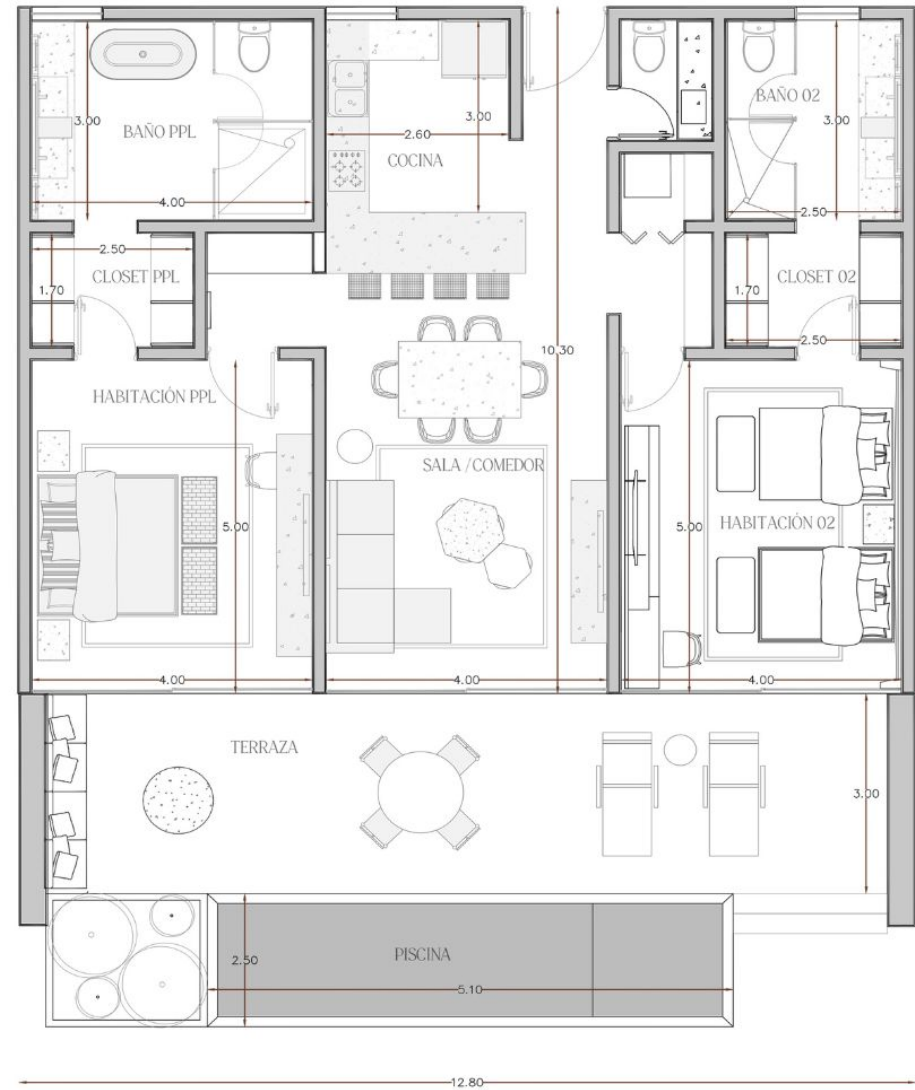 3.00
BAÑO PPL
4.00
2.60
3.00
COCINA
BAÑO 02
3.00
2.50
2.50
CLOSET PPL
1.70
1.70
CLOSET 02
2.50
10.30
HABITACIÓN PPL
SALA /COMEDOR
5.00
5.00
HABITACIÓN 02
4.00
4.00
4.00
TERRAZA
3.00
2.50
PISCINA
5.10
12.80